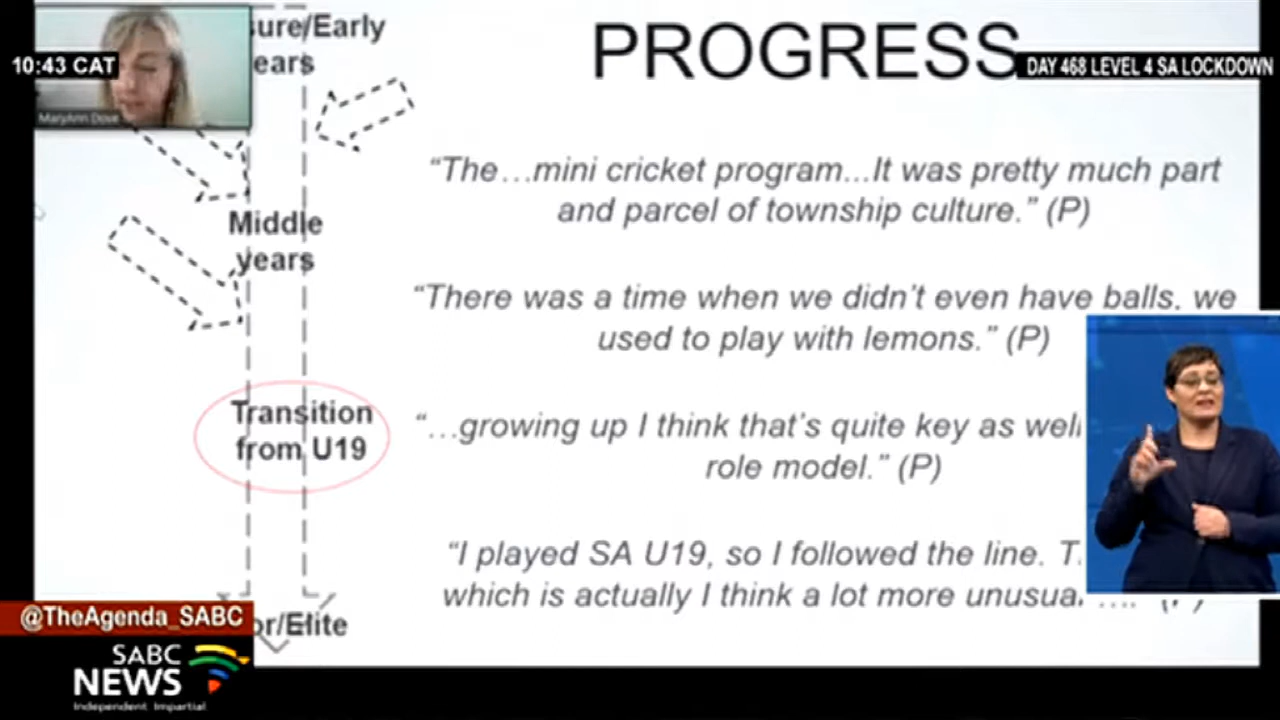 sure/Early
ears
10:43 CAT
MaryAnn Dove
PROGRESS
DAY 468 LEVEL 4 SA LOCKDOWN
“The…mini cricket program...It was pretty much part
and parcel of township culture.” (P)
Middle
years
“There was a time when we didn’t even have balls, we
used to play with lemons.” (P)
Transition
from U19
“…growing up I think that’s quite key as well
role model.” (P)
“I played SA U19, so I followed the line. T
which is actually I think a lot more unusua
@TheAgenda_SABC
or/Elite
SABC
NEWS
Independent Impartial